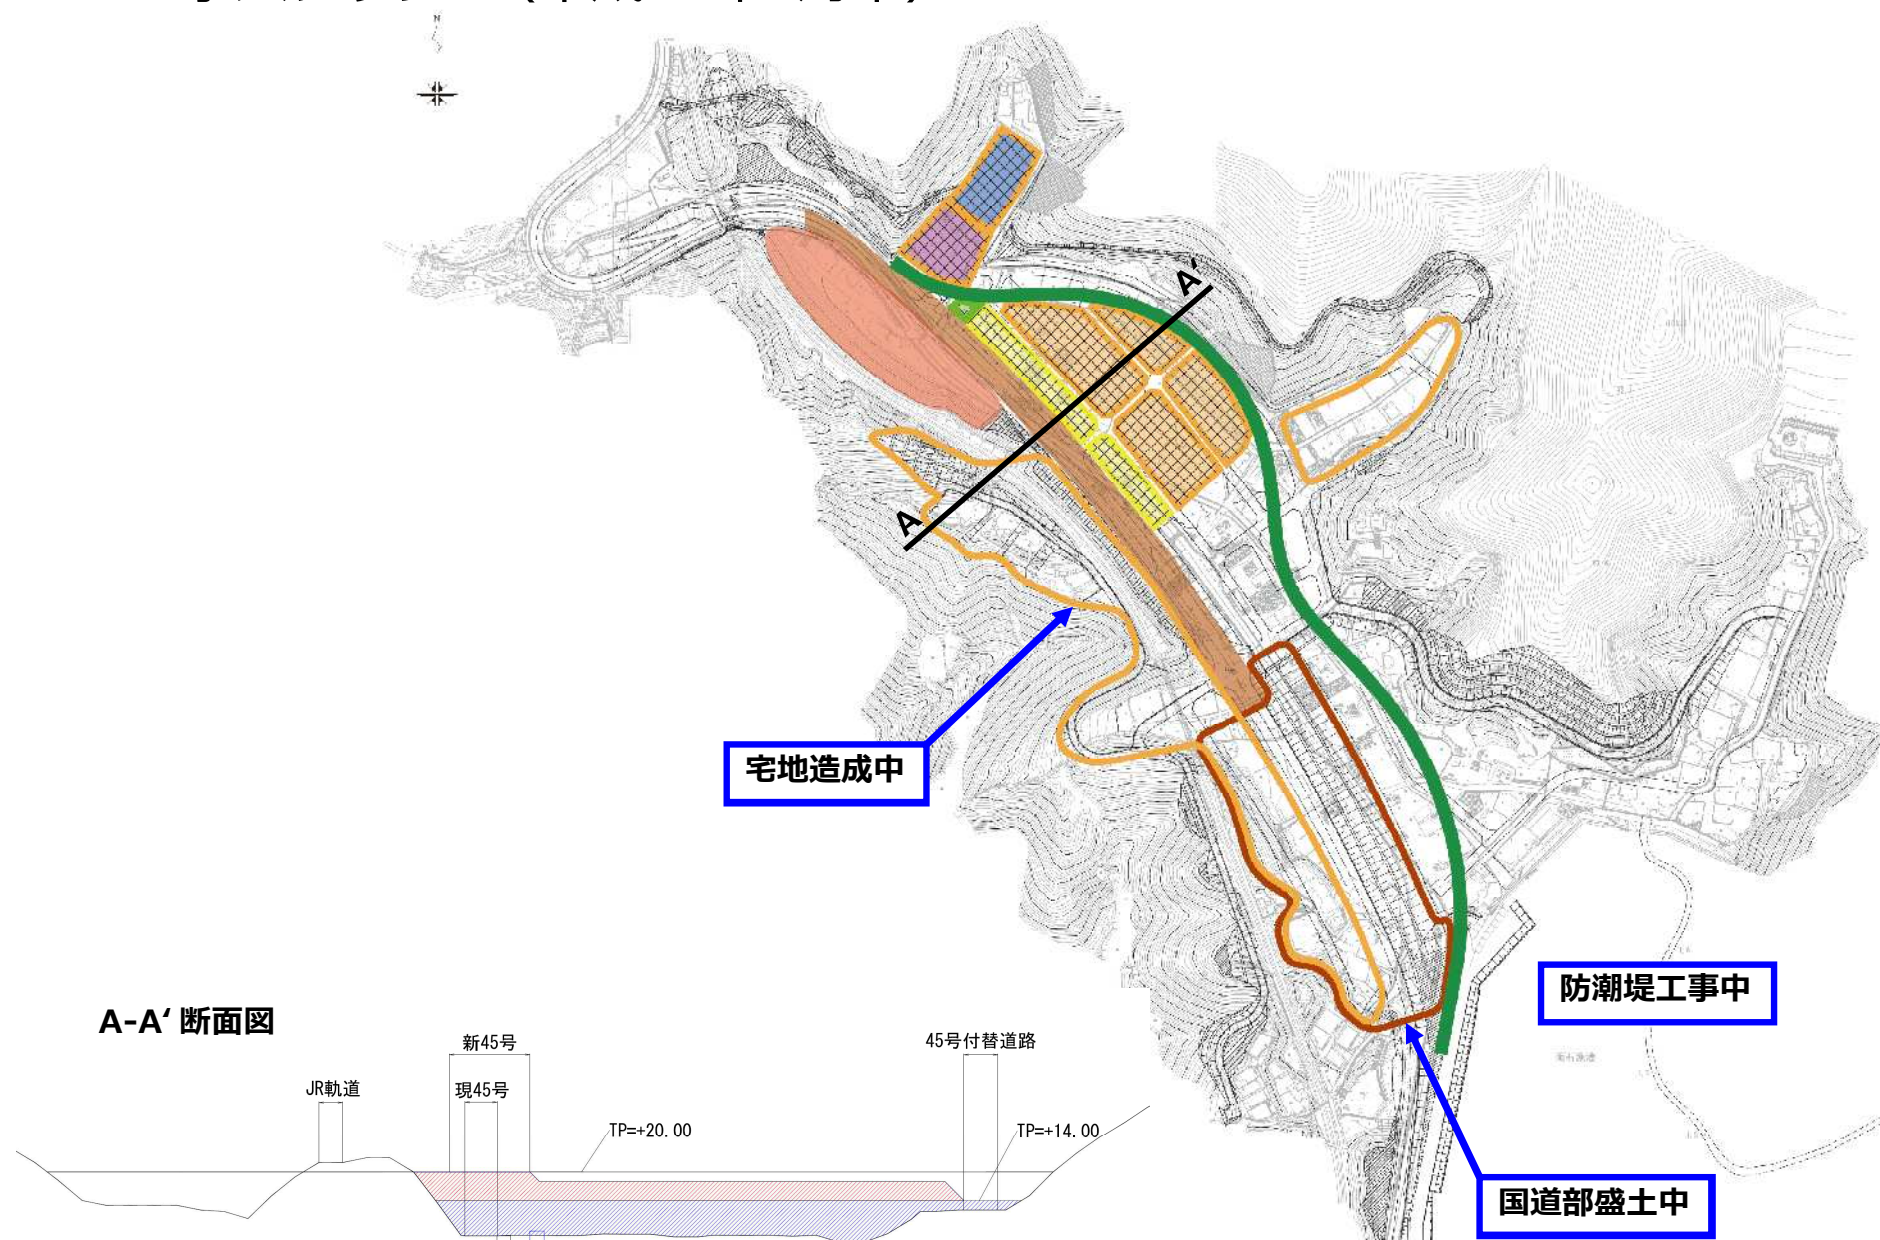 N
A'
A
宅地造成中
防潮堤工事中
国道部盛土中
A-A‘ 断面図
新45号
45号付替道路
JR軌道
現45号
TP=+20.00
TP=+14.00